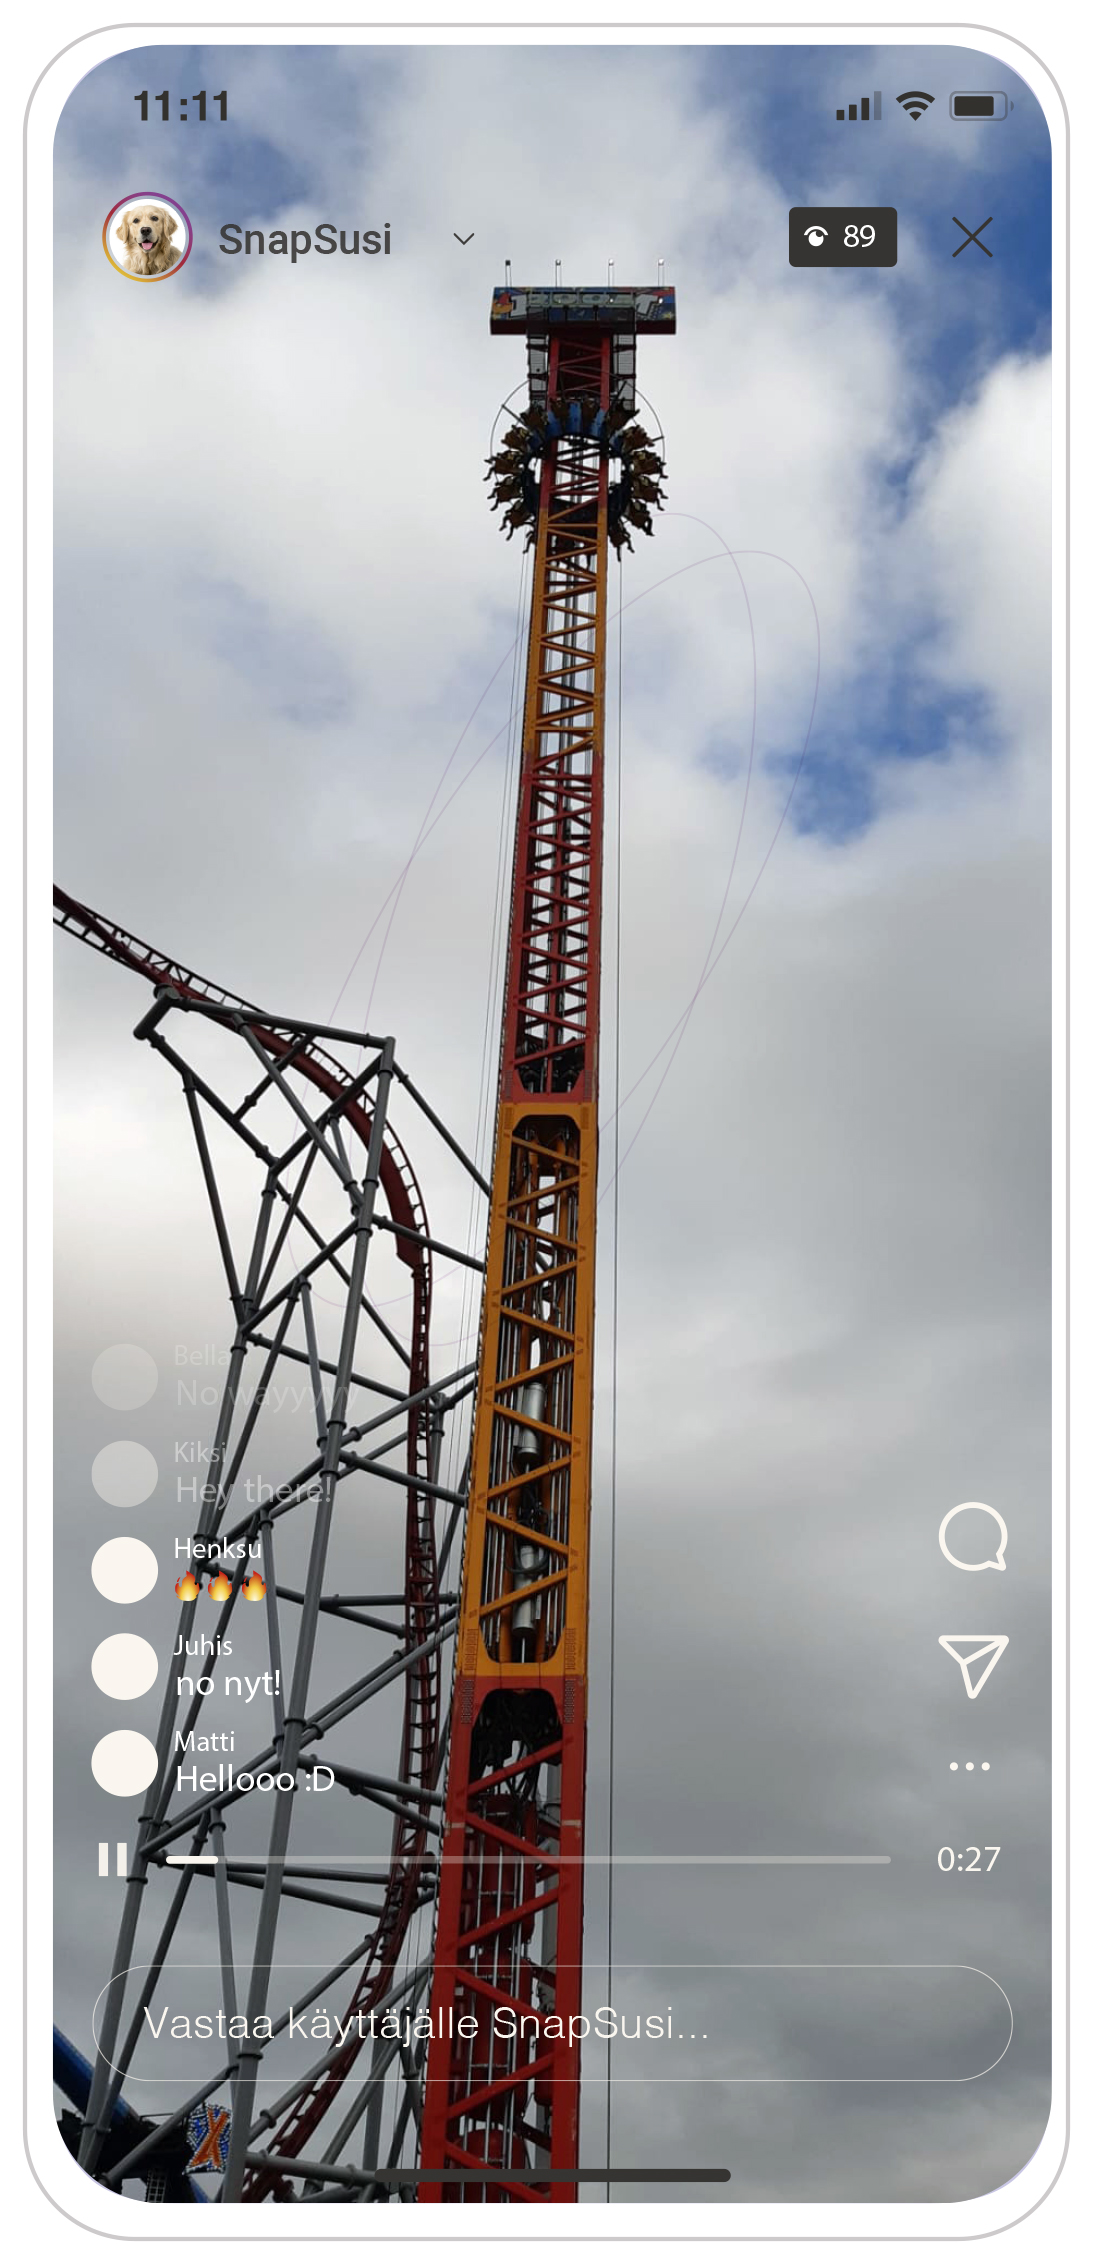 11:11
SnapSusi
89
BOOST
Bella
No wayyyyy
Kiksi
Hey there!
Henksu
🔥🔥🔥
Juhis
no nyt!
Matti
Hellooo :D
0:27
Vastaa käyttäjälle SnapSusi...
X